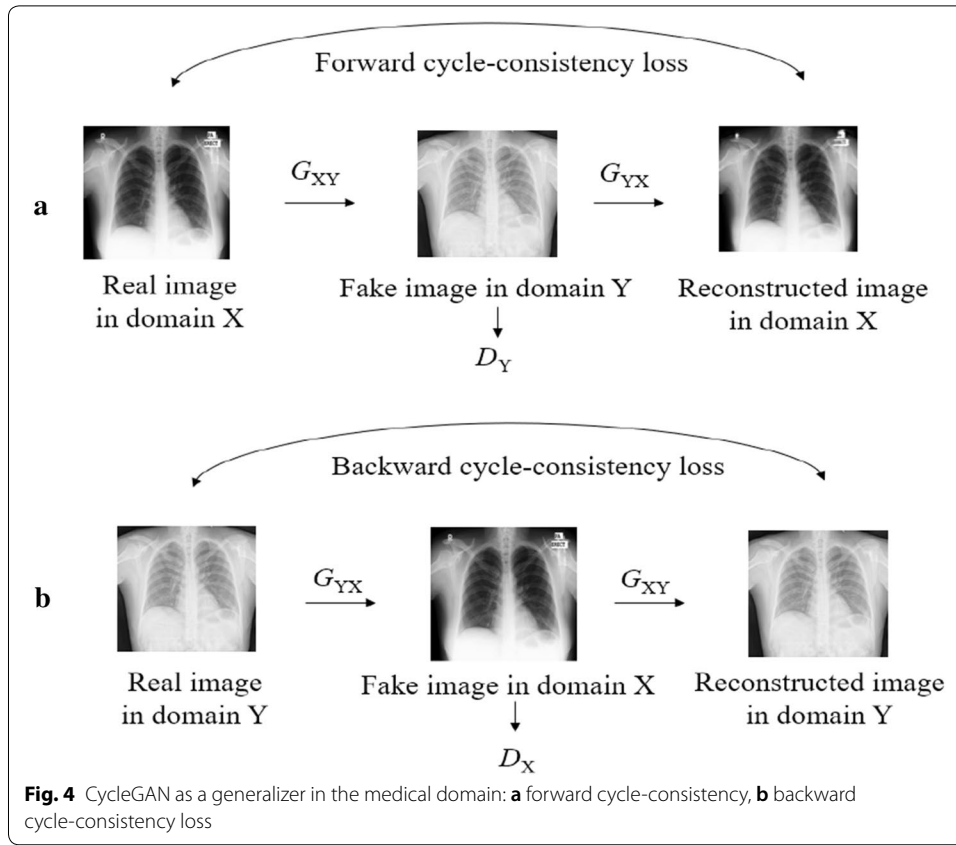 Forward cycle-consistency loss
a
G_XY
G_YX
Real image
in domain X
Fake image in domain Y
Reconstructed image
in domain X
D_Y
Backward cycle-consistency loss
b
G_YX
G_XY
Real image
in domain Y
Fake image in domain X
Reconstructed image
in domain Y
D_X
Fig. 4 CycleGAN as a generalizer in the medical domain: a forward cycle-consistency, b backward
cycle-consistency loss